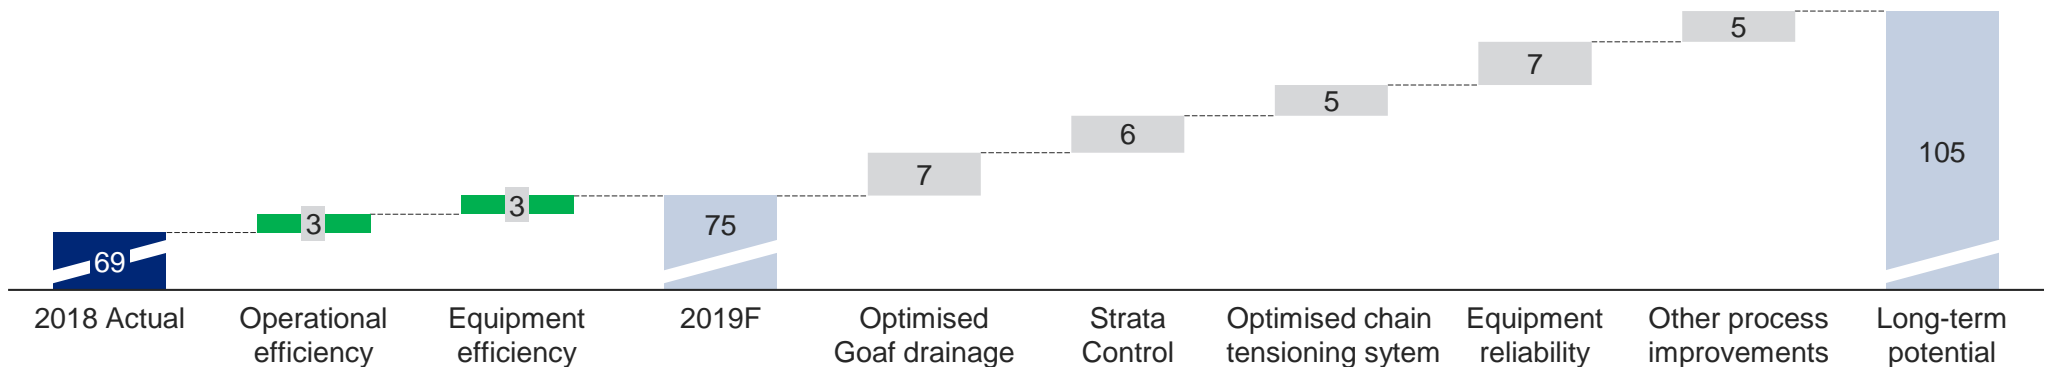 5
7
5
6
105
7
3
75
3
69
2018 Actual
Operational
efficiency
Equipment
efficiency
2019F
Optimised
Goaf drainage
Strata
Control
Optimised chain
tensioning sytem
Equipment
reliability
Other process
improvements
Long-term
potential